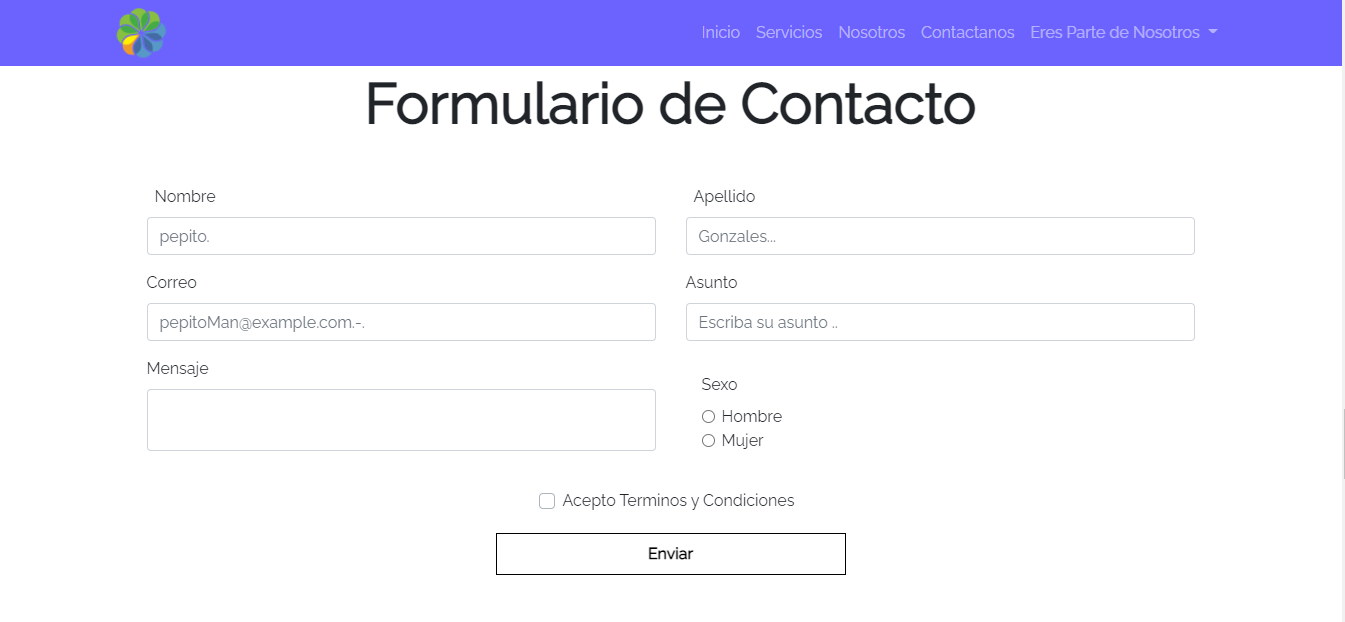 Inicio Servicios Nosotros Contactanos Eres Parte de Nosotros
Formulario de Contacto
Nombre Apellido
pepito. Gonzales...
Correo Asunto
pepitoMan@example.com.-. Escriba su asunto ..
Mensaje
Sexo
Hombre
Mujer
Acepto Terminos y Condiciones
Enviar